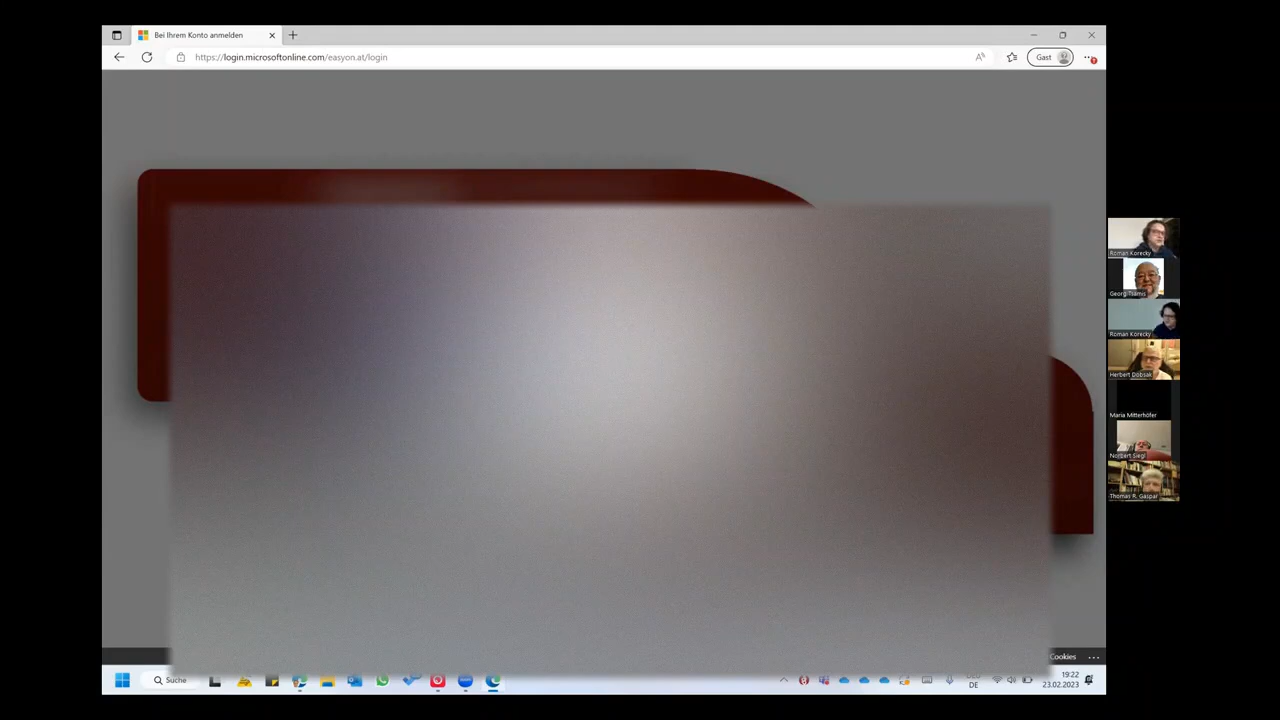 Bei Ihrem Konto anmelden
https://login.microsoftonline.com/easyon.at/login
Gast
Roman Korecky
Georg Tsamis
Roman Korecky
Herbert Dobsak
Maria Mitterhöfer
Norbert Siegl
Thomas R. Gaspar
Cookies
Suche
DE
19:22
23.02.2023